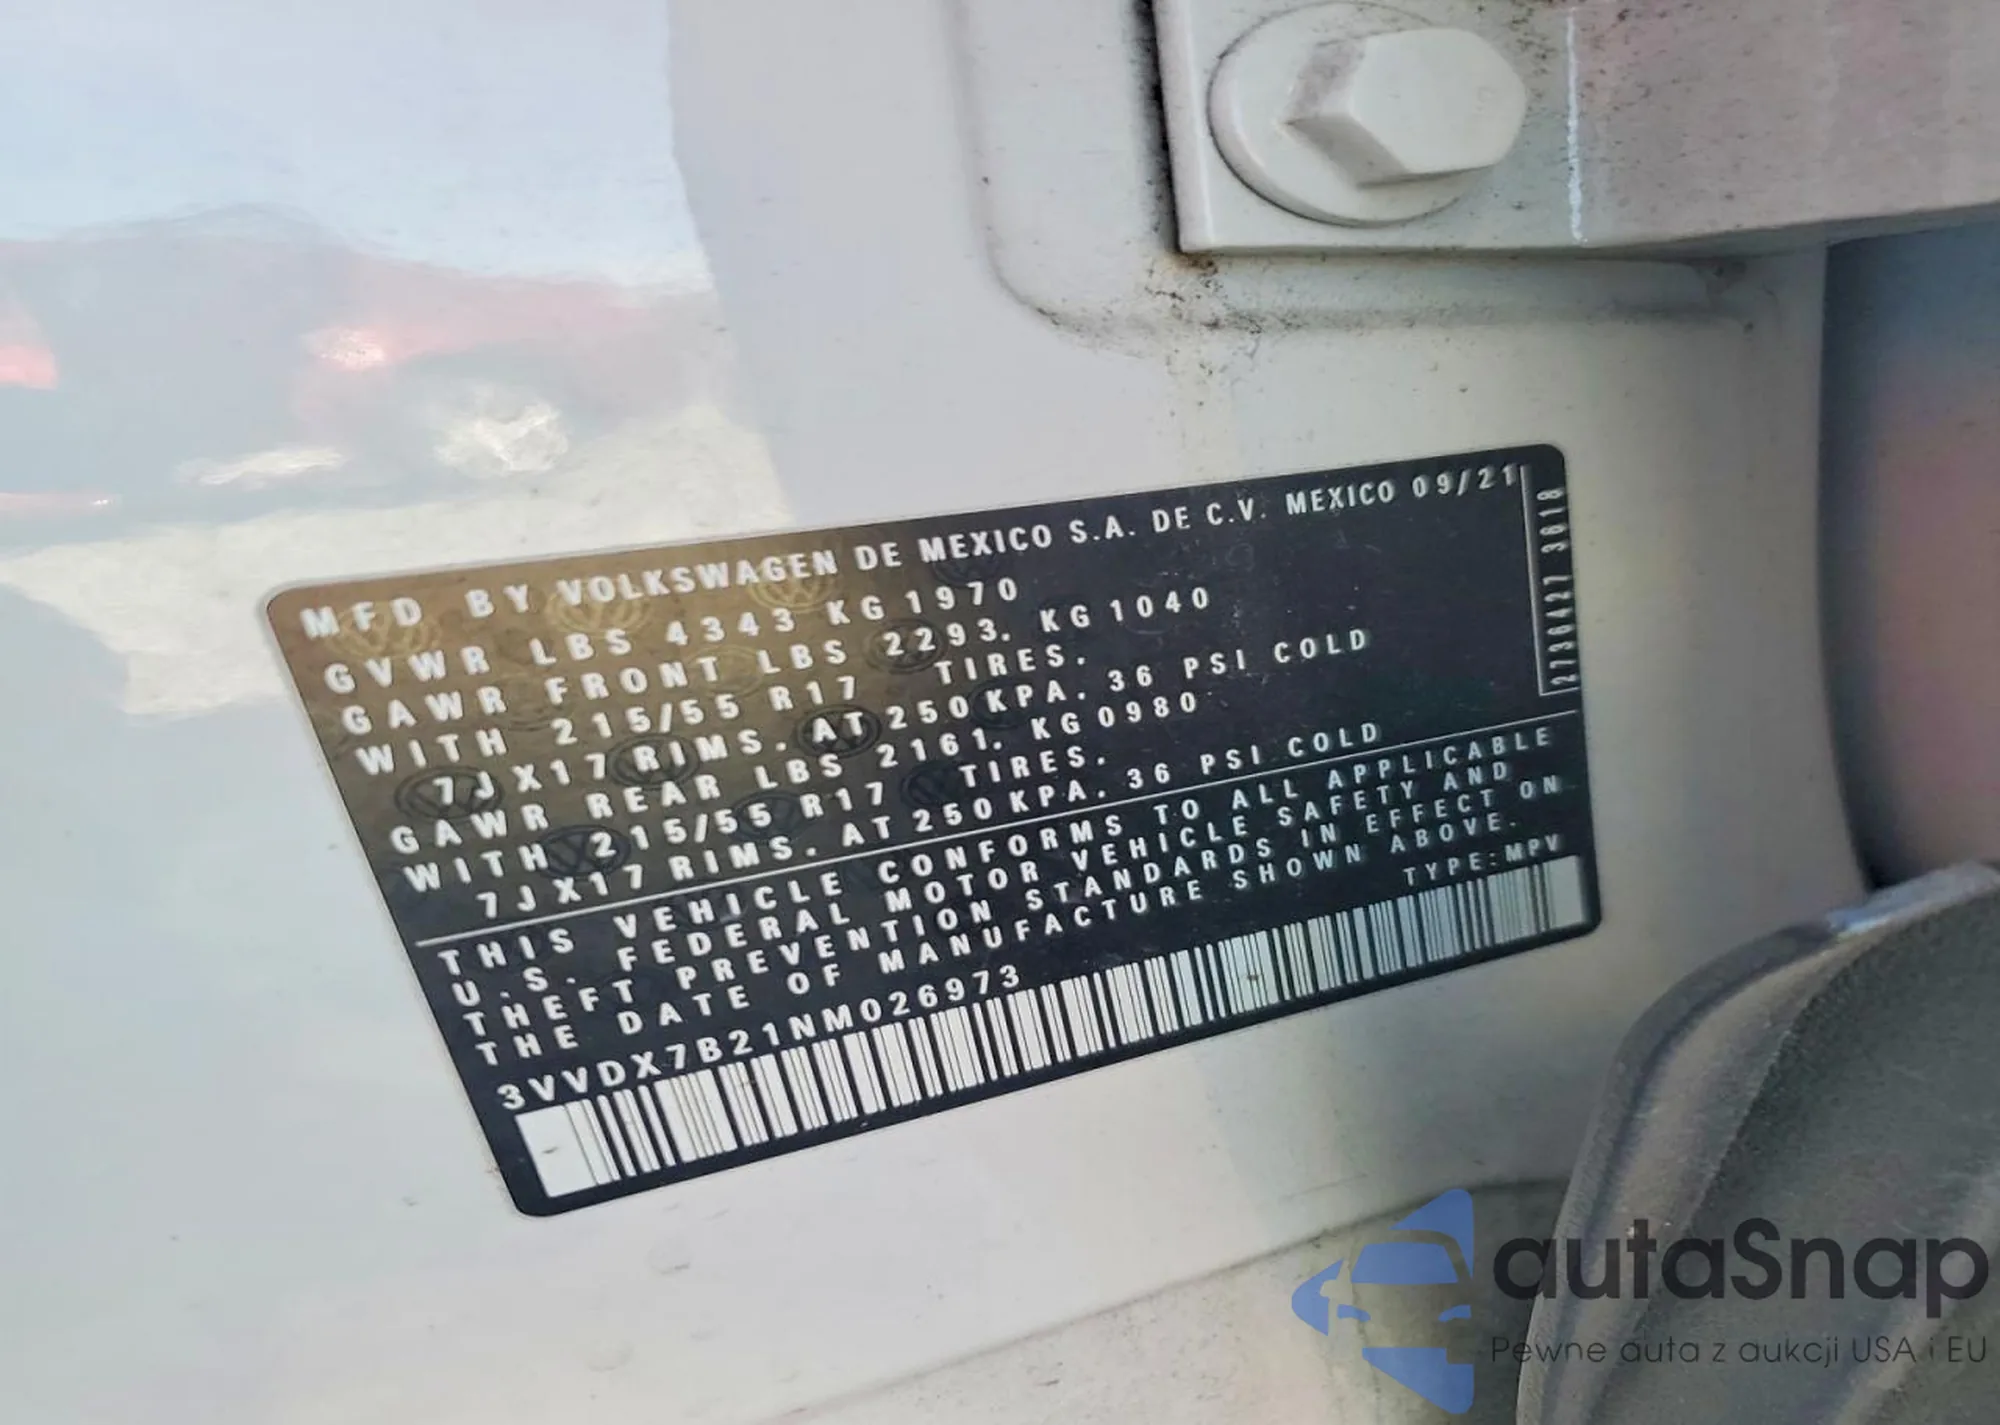 MFD BY VOLKSWAGEN DE MEXICO S.A. DE C.V. MEXICO 09/21
GVWR LBS 4343 KG 1970
GAWR FRONT LBS 2293. KG 1040
WITH 215/55 R17 TIRES.
7JX17 RIMS. AT 250 KPA. 36 PSI COLD
GAWR REAR LBS 2161. KG 0980
WITH 215/55 R17 TIRES.
7JX17 RIMS. AT 250 KPA. 36 PSI COLD
2736427 3618
THIS VEHICLE CONFORMS TO ALL APPLICABLE
U.S. FEDERAL MOTOR VEHICLE SAFETY AND
THEFT PREVENTION STANDARDS IN EFFECT ON
THE DATE OF MANUFACTURE SHOWN ABOVE.
3VVDX7B21NM026973 TYPE:MPV
autaSnap
Pewne auta z aukcji USA i EU